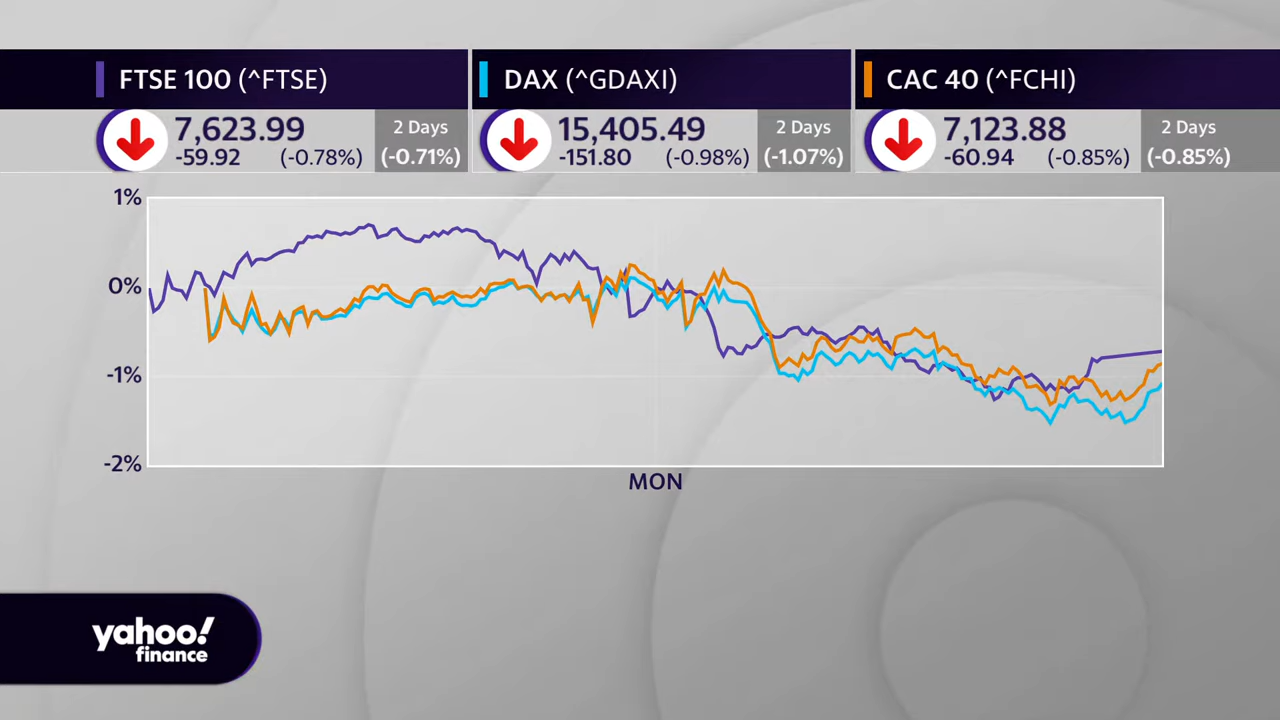 FTSE 100 (^FTSE)
7,623.99
-59.92 (-0.78%)
2 Days
(-0.71%)
DAX (^GDAXI)
15,405.49
-151.80 (-0.98%)
2 Days
(-1.07%)
CAC 40 (^FCHI)
7,123.88
-60.94 (-0.85%)
2 Days
(-0.85%)
1%
0%
-1%
-2%
MON
yahoo!
finance